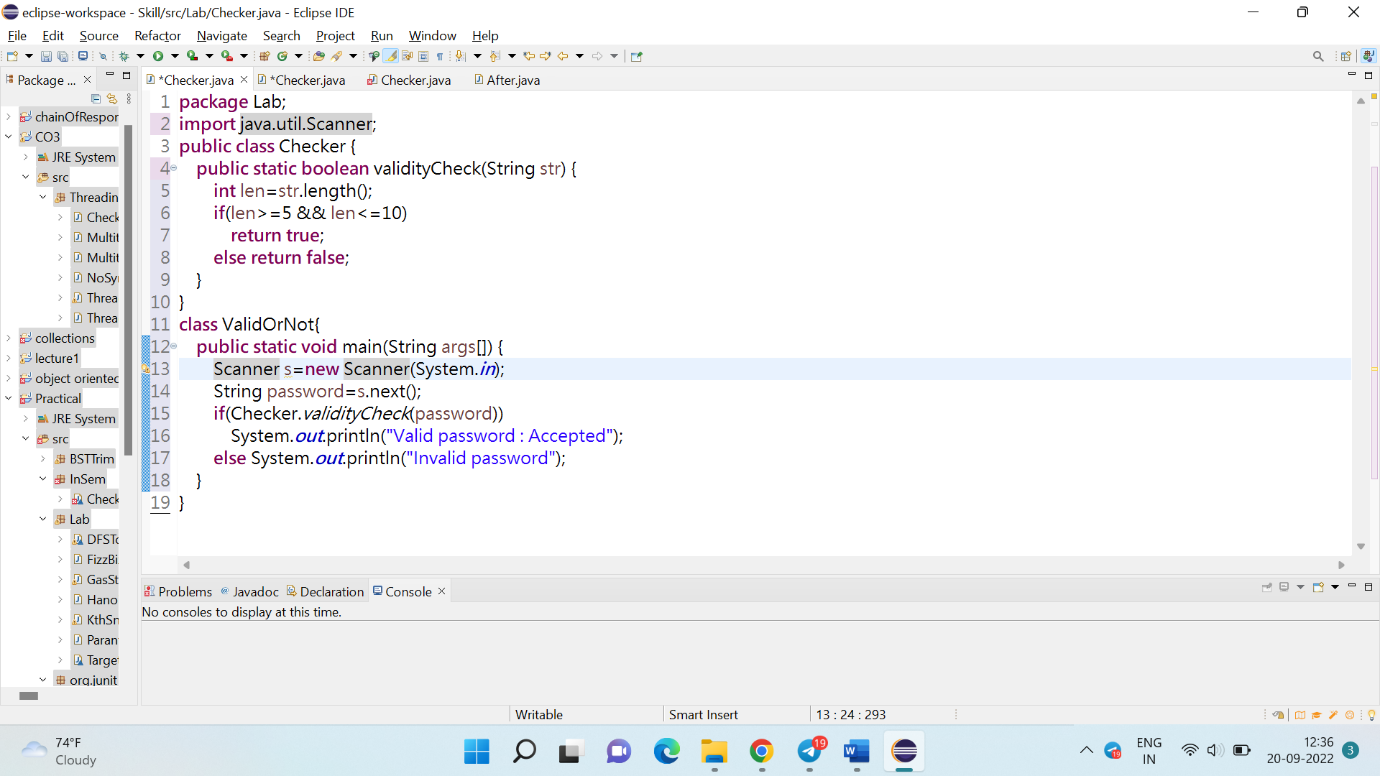 eclipse-workspace - Skill/src/Lab/Checker.java - Eclipse IDE
File Edit Source Refactor Navigate Search Project Run Window Help
Package ...
*Checker.java *Checker.java Checker.java After.java
chainOfRespor
CO3
JRE System
src
Threadin
Check
Multit
Multit
NoSyr
Threa
Threa
collections
lecture1
object oriented
Practical
JRE System
src
BSTTrim
InSem
Check
Lab
DFSTo
FizzBi
GasSt
Hano
KthSn
Paran
Target
org.junit
1 package Lab;
2 import java.util.Scanner;
3 public class Checker {
4 public static boolean validityCheck(String str) {
5 int len=str.length();
6 if(len>=5 && len<=10)
7 return true;
8 else return false;
9 }
10 }
11 class ValidOrNot{
12 public static void main(String args[]) {
13 Scanner s=new Scanner(System.in);
14 String password=s.next();
15 if(Checker.validityCheck(password))
16 System.out.println("Valid password : Accepted");
17 else System.out.println("Invalid password");
18 }
19 }
Problems Javadoc Declaration Console
No consoles to display at this time.
Writable Smart Insert 13 : 24 : 293
74°F
Cloudy
19
19
ENG
IN
12:36
20-09-2022
3